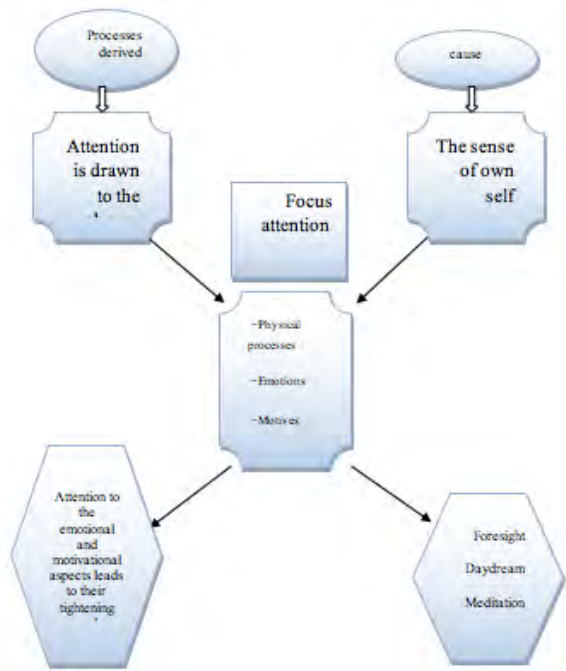 Processes
derived
cause
Attention
is drawn
to the
The sense
of own
self
Focus
attention
-Physical
processes
-Emotions
-Motives
Attention to
the
emotional
and
motivational
aspects leads
to their
tightening
Foresight
Daydream
Meditation